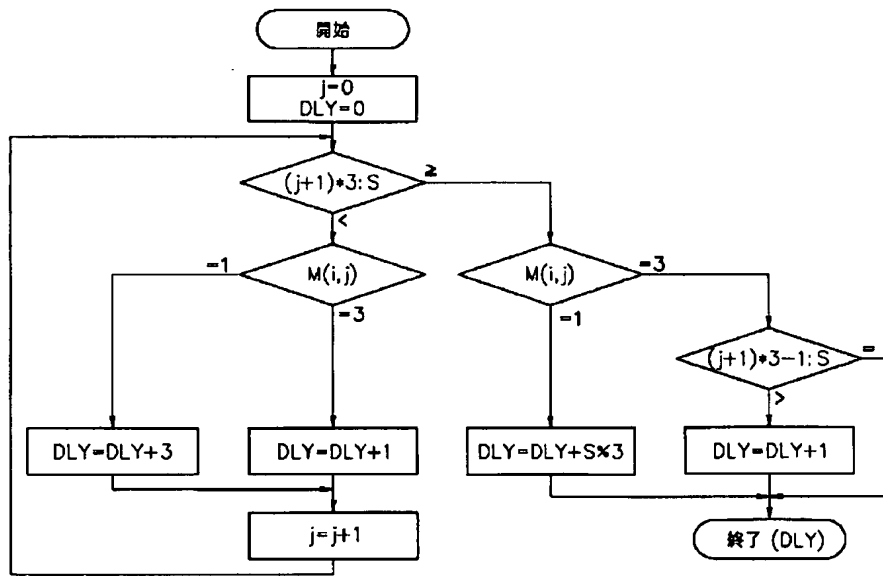 開始
j=0
DLY=0
(j+1)*3:S
≥
<
M(i,j)
=1
=3
M(i,j)
=3
=1
(j+1)*3-1:S
=
>
DLY=DLY+3
DLY=DLY+1
DLY=DLY+S%3
DLY=DLY+1
j=j+1
終了 (DLY)